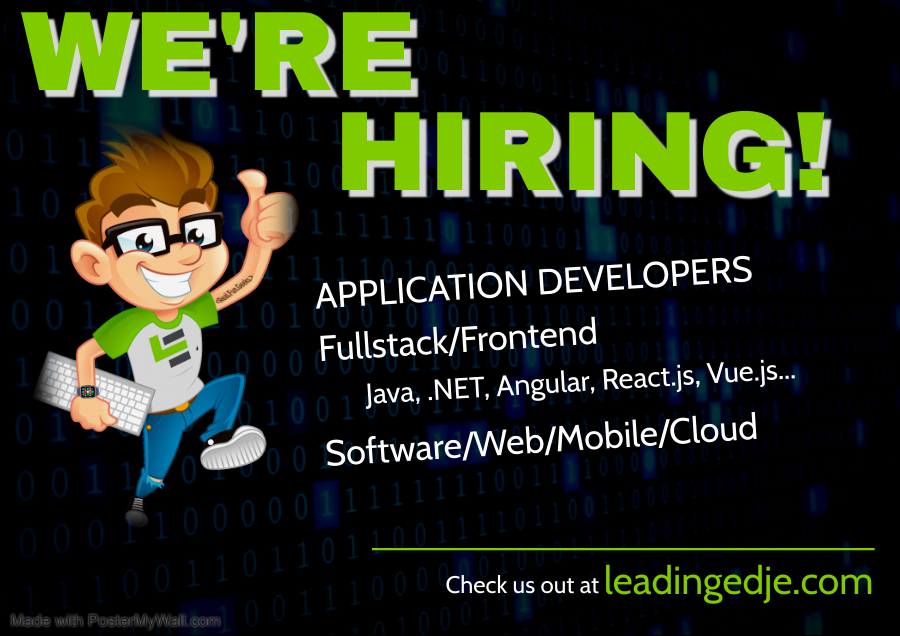 WE'RE
HIRING!
APPLICATION DEVELOPERS
Fullstack/Frontend
Java, .NET, Angular, React.js, Vue.js...
Software/Web/Mobile/Cloud
Check us out at leadingedje.com
Made with PosterMyWall.com